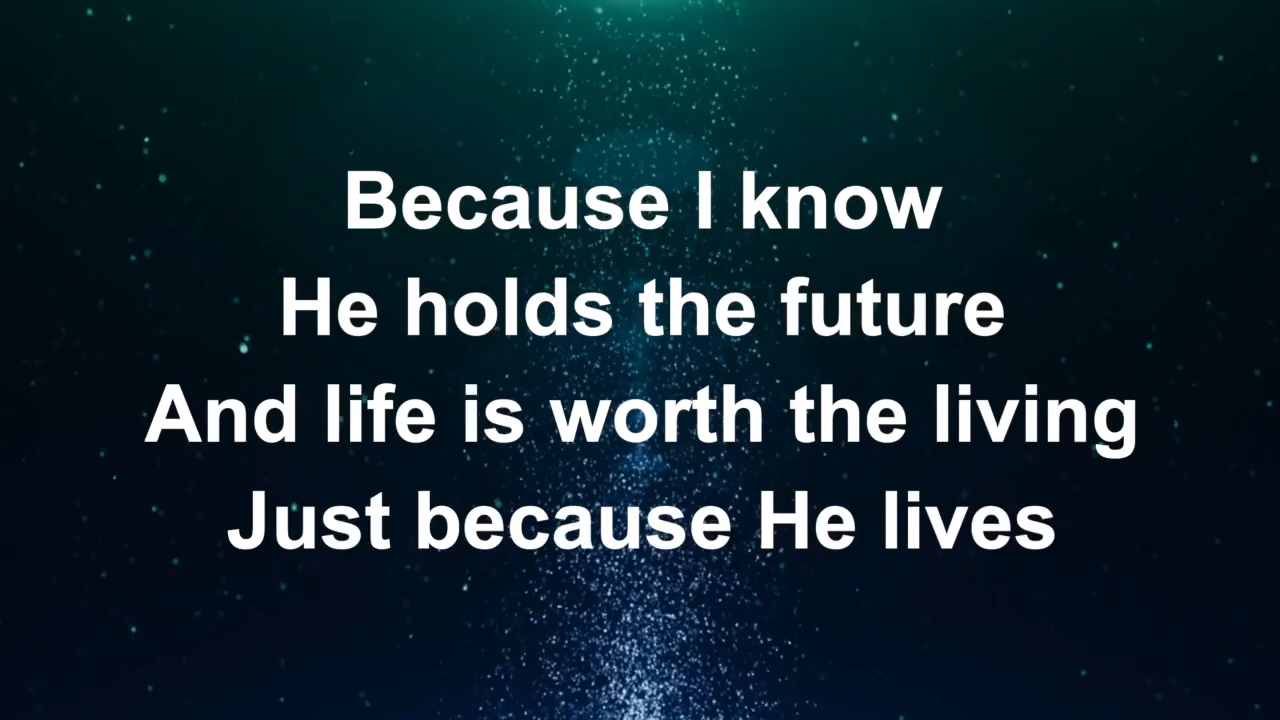 Because I know
He holds the future
And life is worth the living
Just because He lives